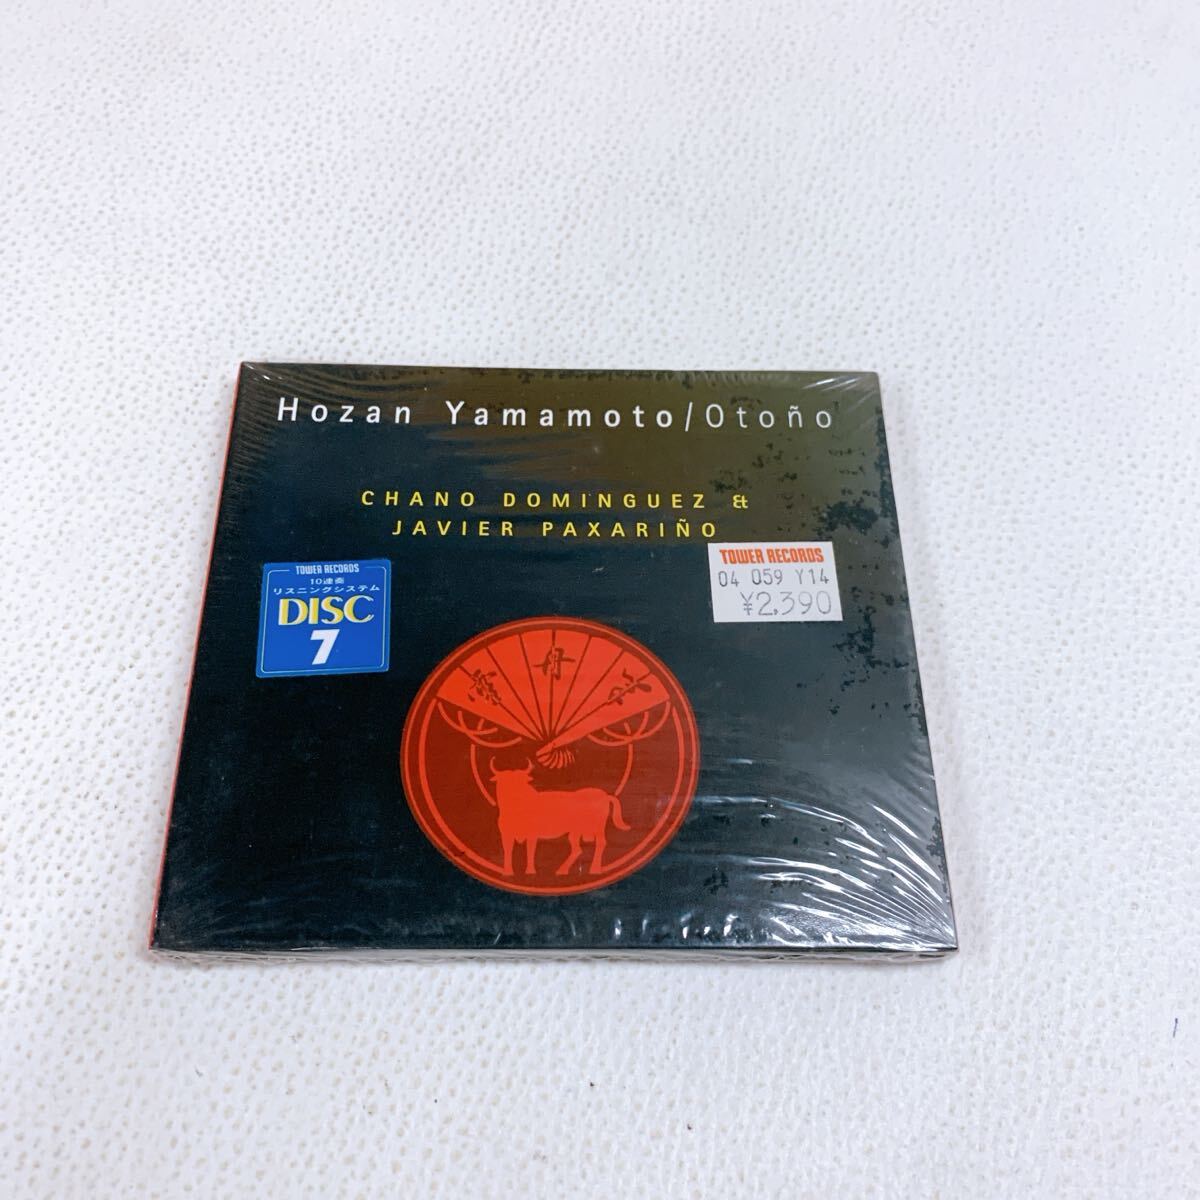 Hozan Yamamoto/Otoño
CHANO DOMINGUEZ &
JAVIER PAXARIÑO
TOWER RECORDS
10連奏
リスニングシステム
DISC
7
TOWER RECORDS
04 059 Y14
¥2,390
舟